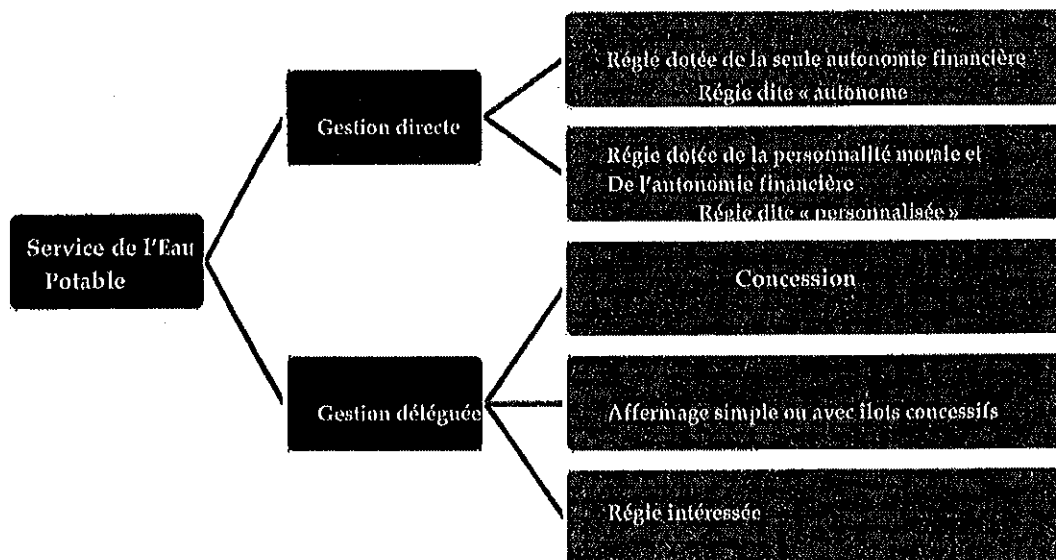 Service de l'Eau
Potable
Gestion directe
Gestion déléguée
Régie dotée de la seule autonomie financière
Régie dite « autonome
Régie dotée de la personnalité morale et
De l'autonomie financière
Régie dite « personnalisée »
Concession
Affermage simple ou avec îlots concessifs
Régie intéressée